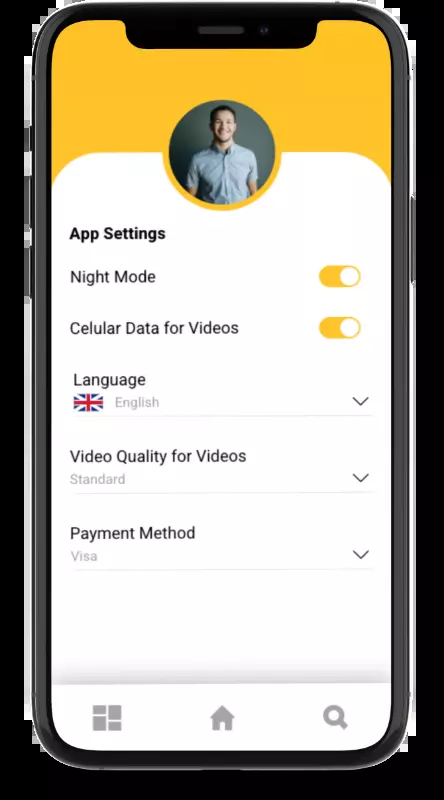 App Settings
Night Mode
Celular Data for Videos
Language
English
Video Quality for Videos
Standard
Payment Method
Visa